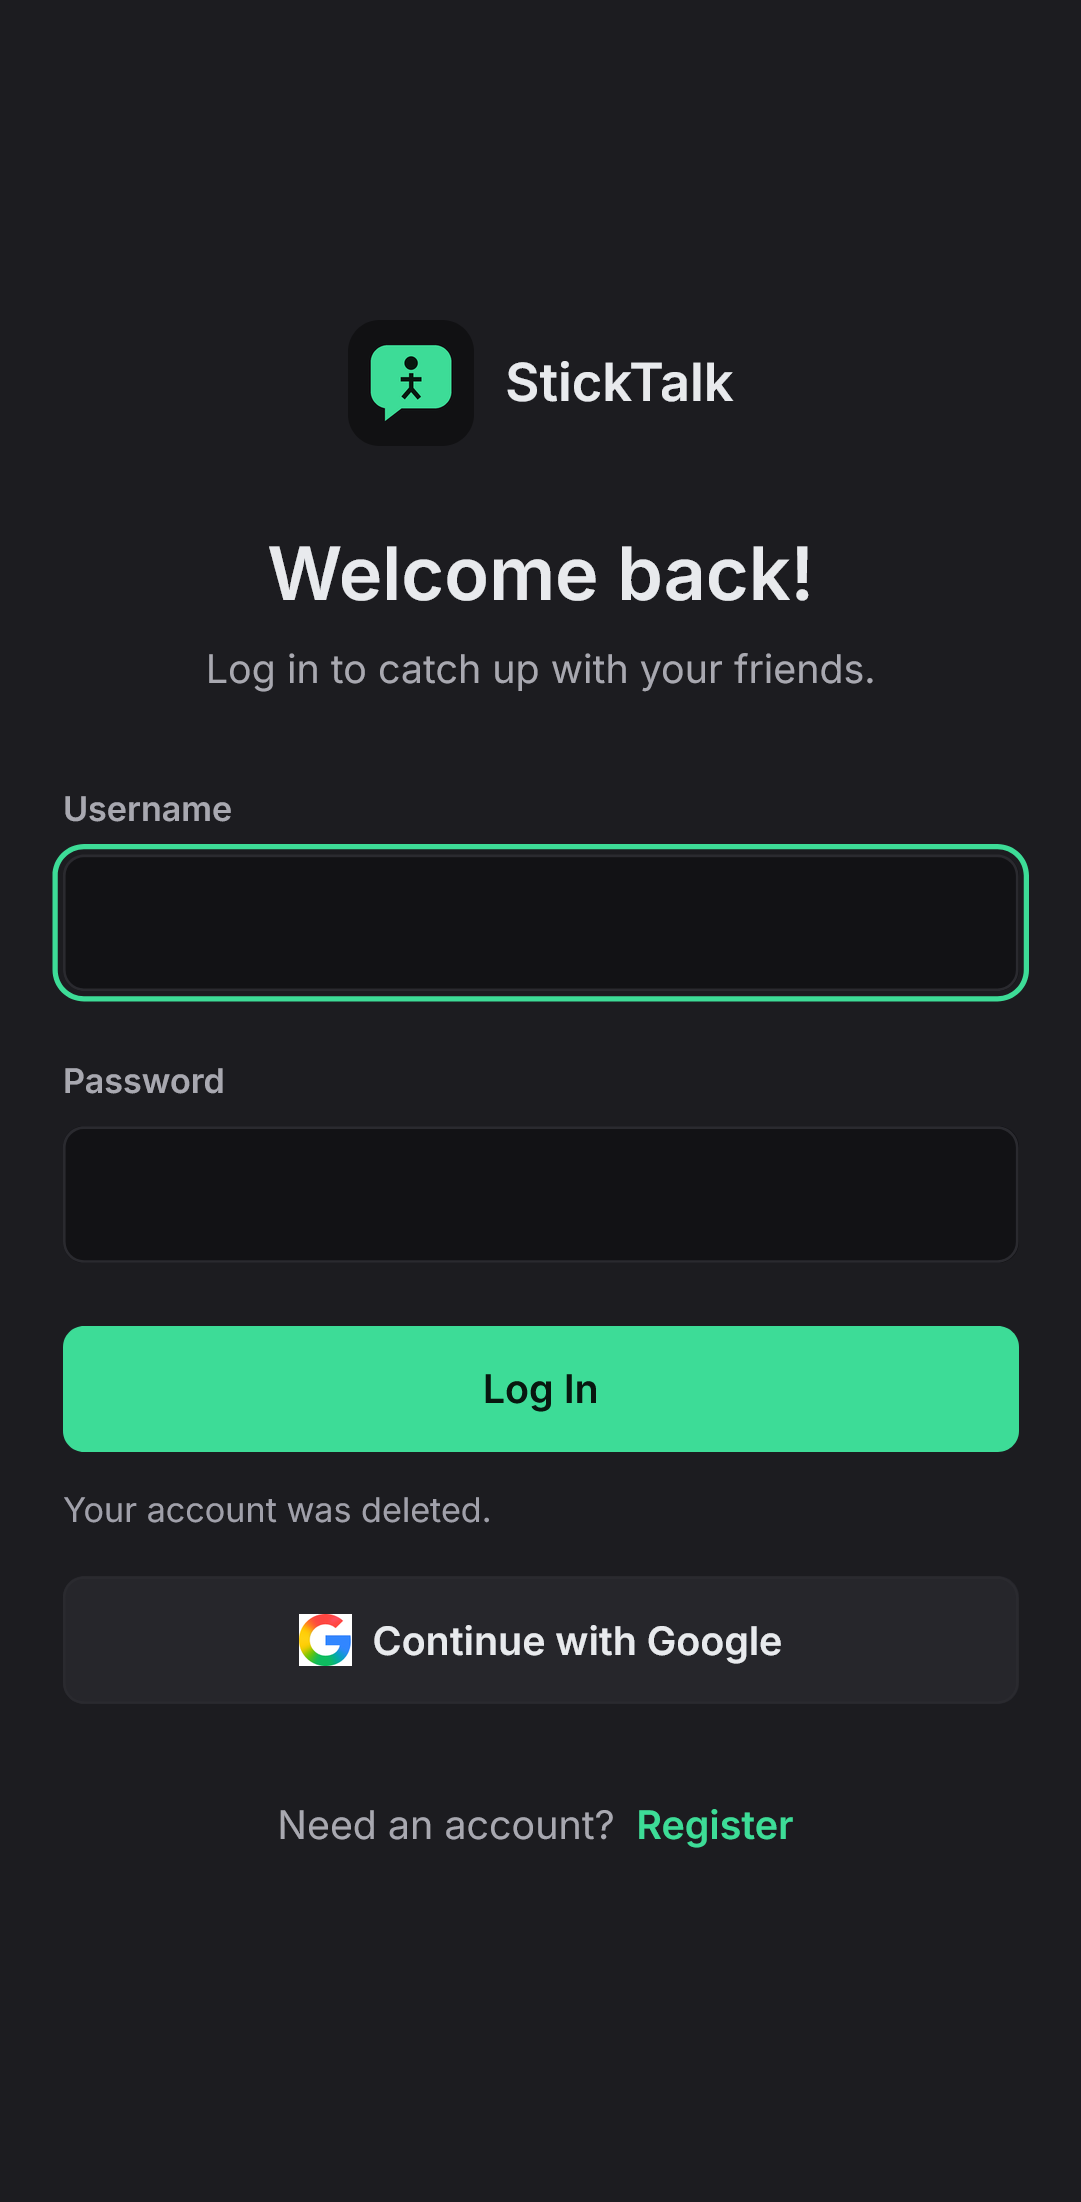 StickTalk
Welcome back!
Log in to catch up with your friends.
Username
Password
Log In
Your account was deleted.
Continue with Google
Need an account? Register